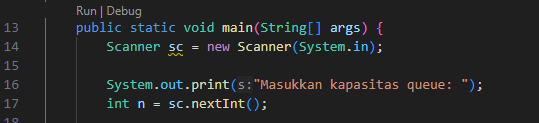 Run | Debug
13 public static void main(String[] args) {
14 Scanner sc = new Scanner(System.in);
15
16 System.out.print(s:"Masukkan kapasitas queue: ");
17 int n = sc.nextInt();
18